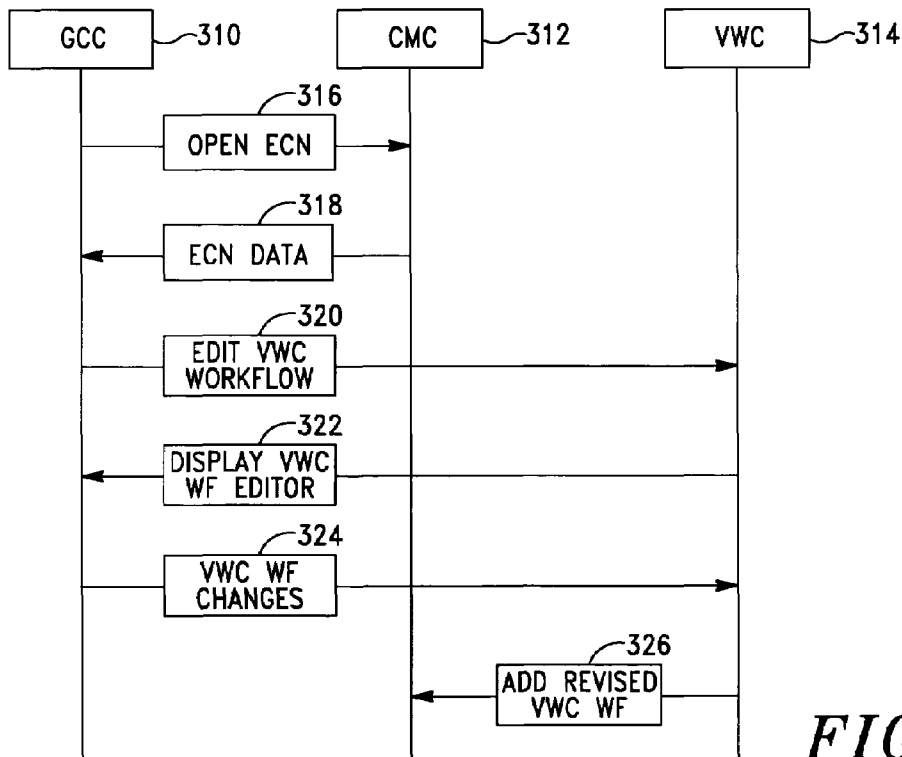 GCC 310 CMC 312 VWC 314
316
OPEN ECN
318
ECN DATA
320
EDIT VWC
WORKFLOW
322
DISPLAY VWC
WF EDITOR
324
VWC WF
CHANGES
326
ADD REVISED
VWC WF